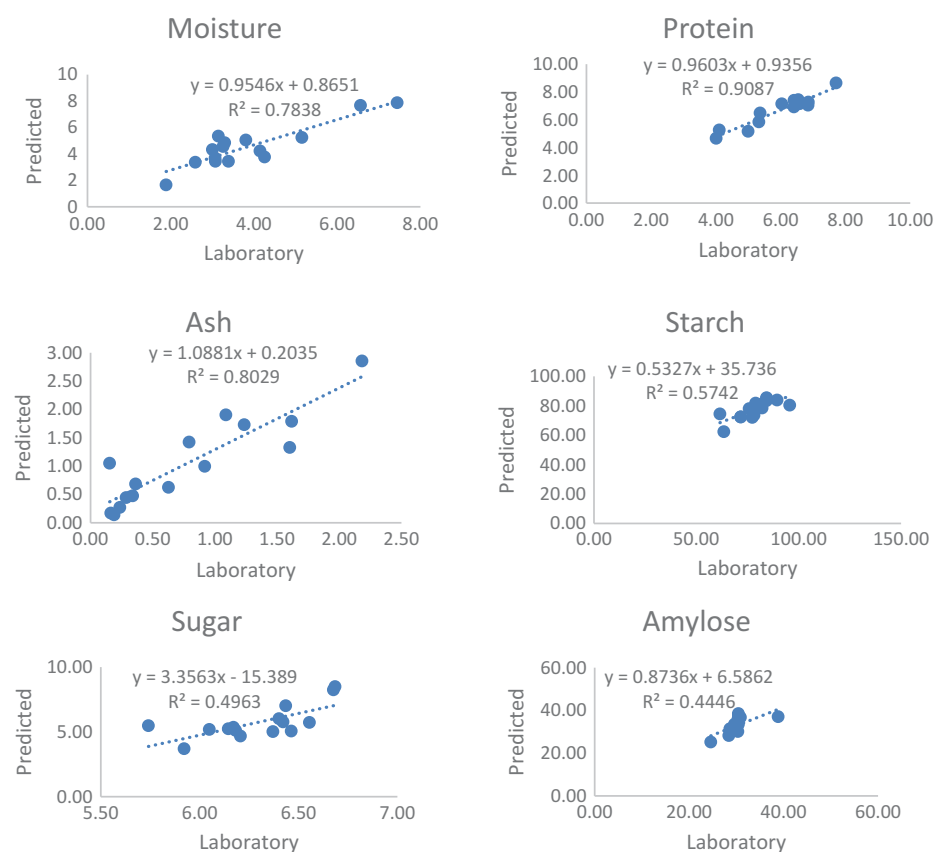 Moisture
y = 0.9546x + 0.8651
R² = 0.7838
10
8
6
4
2
0
0.00 2.00 4.00 6.00 8.00
Predicted
Laboratory
Protein
y = 0.9603x + 0.9356
R² = 0.9087
10.00
8.00
6.00
4.00
2.00
0.00
0.00 2.00 4.00 6.00 8.00 10.00
Predicted
Laboratory
Ash
y = 1.0881x + 0.2035
R² = 0.8029
3.00
2.50
2.00
1.50
1.00
0.50
0.00
0.00 0.50 1.00 1.50 2.00 2.50
Predicted
Laboratory
Starch
y = 0.5327x + 35.736
R² = 0.5742
100.00
80.00
60.00
40.00
20.00
0.00
0.00 50.00 100.00 150.00
Predicted
Laboratory
Sugar
y = 3.3563x - 15.389
R² = 0.4963
10.00
5.00
0.00
5.50 6.00 6.50 7.00
Predicted
Laboratory
Amylose
y = 0.8736x + 6.5862
R² = 0.4446
60.00
40.00
20.00
0.00
0.00 20.00 40.00 60.00
Predicted
Laboratory